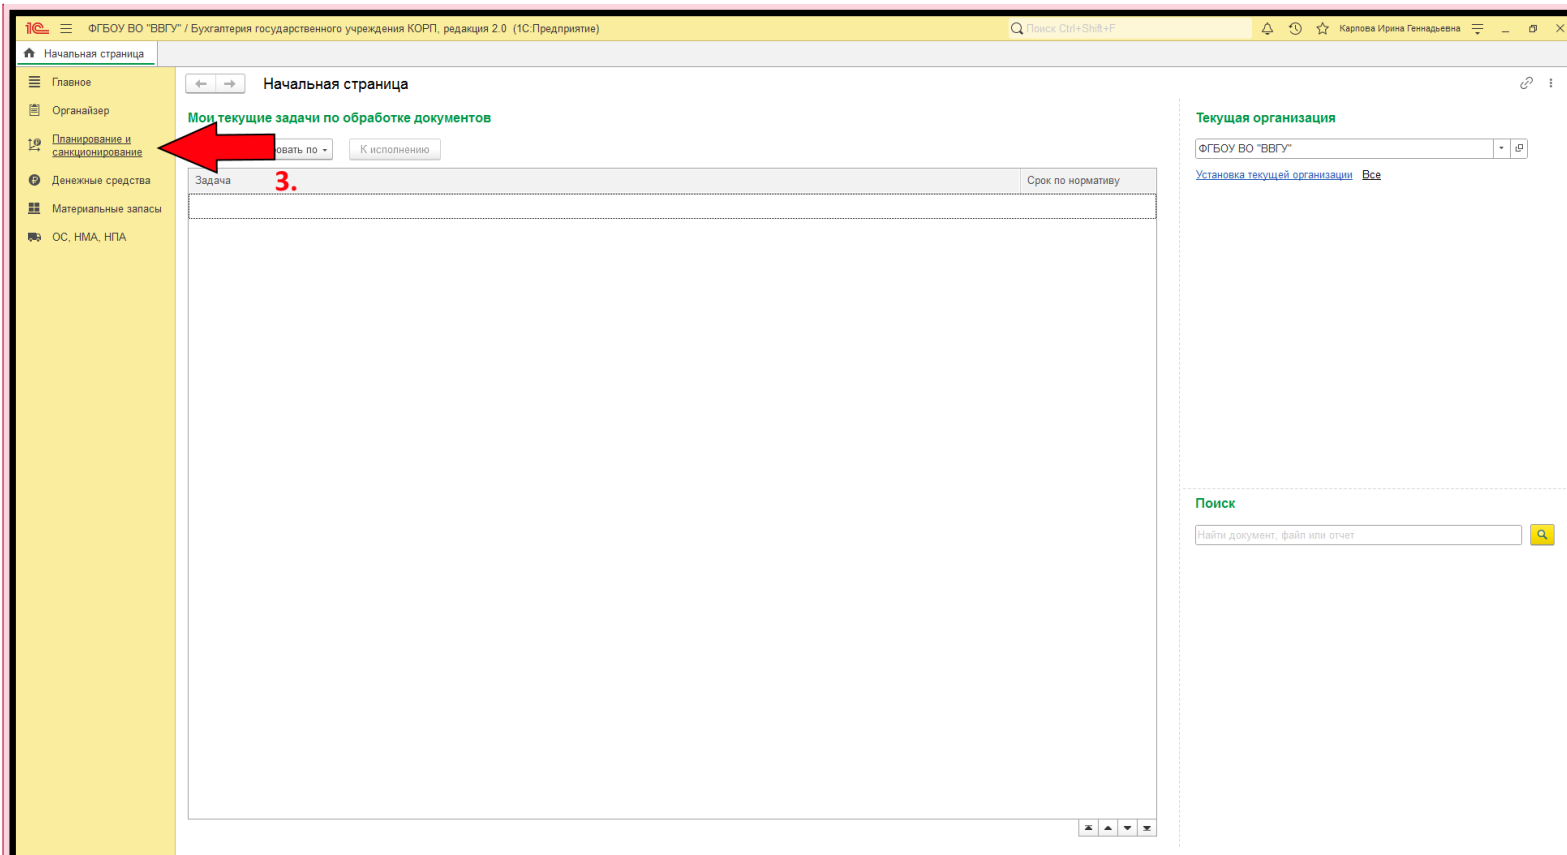 1С ФГБОУ ВО "ВВГУ" / Бухгалтерия государственного учреждения КОРП, редакция 2.0 (1С:Предприятие) Поиск Ctrl+Shift+F Карпова Ирина Геннадьевна
Начальная страница
Главное
Органайзер
Планирование и
санкционирование
Денежные средства
Материальные запасы
ОС, НМА, НПА
Начальная страница
Мои текущие задачи по обработке документов
овать по К исполнению
3.
Задача Срок по нормативу
Текущая организация
ФГБОУ ВО "ВВГУ"
Установка текущей организации Все
Поиск
Найти документ, файл или отчет